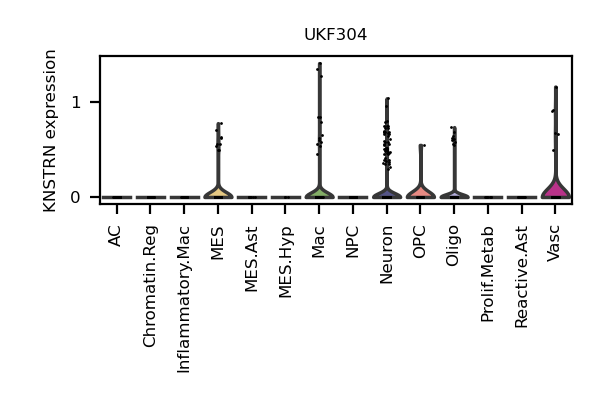 UKF304
KNSTRN expression
1
0
AC
Chromatin.Reg
Inflammatory.Mac
MES
MES.Ast
MES.Hyp
Mac
NPC
Neuron
OPC
Oligo
Prolif.Metab
Reactive.Ast
Vasc